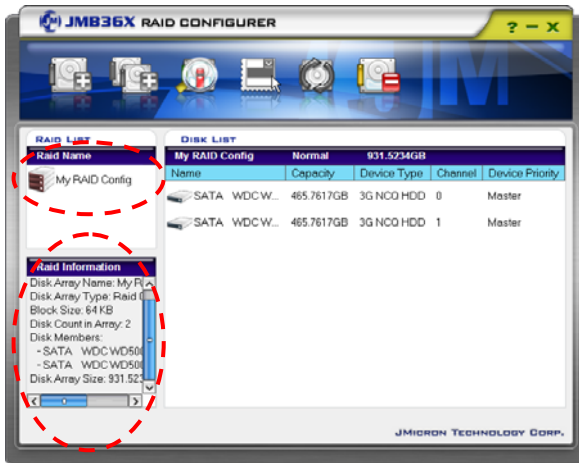 JMB36X RAID CONFIGURER
? – X
RAID LIST
Raid Name
My RAID Config
DISK LIST
My RAID Config Normal 931.5234GB
Name Capacity Device Type Channel Device Priority
SATA WDC W... 465.7617GB 3G NCQ HDD 0 Master
SATA WDC W... 465.7617GB 3G NCQ HDD 1 Master
Raid Information
Disk Array Name: My
Disk Array Type: Raid
Block Size: 64 KB
Disk Count in Array: 2
Disk Members:
- SATA WDC WD50
- SATA WDC WD50
Disk Array Size: 931.52
JMICRON TECHNOLOGY CORP.